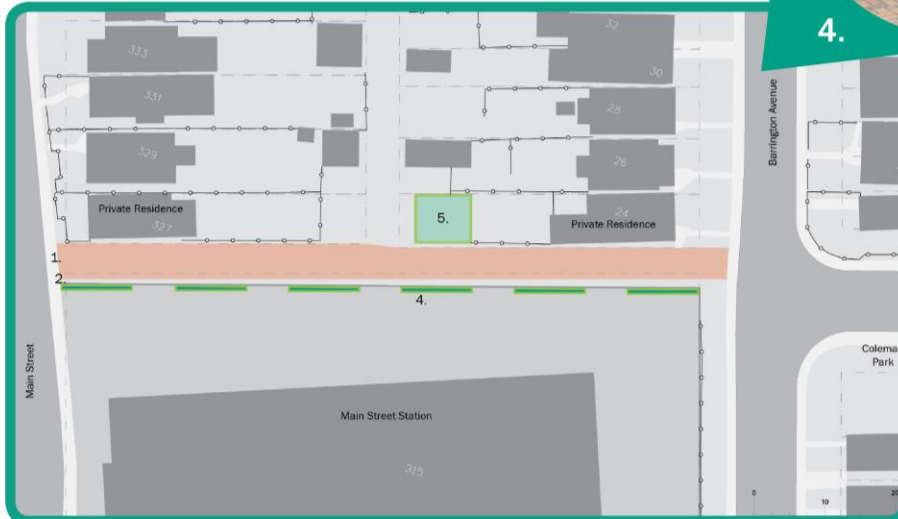 4.
32
333
30
331
28
Barrington Avenue
329
26
Private Residence
327
5.
24
Private Residence
1.
2.
4.
Main Street
Colema
Park
Main Street Station
315
0
10
20